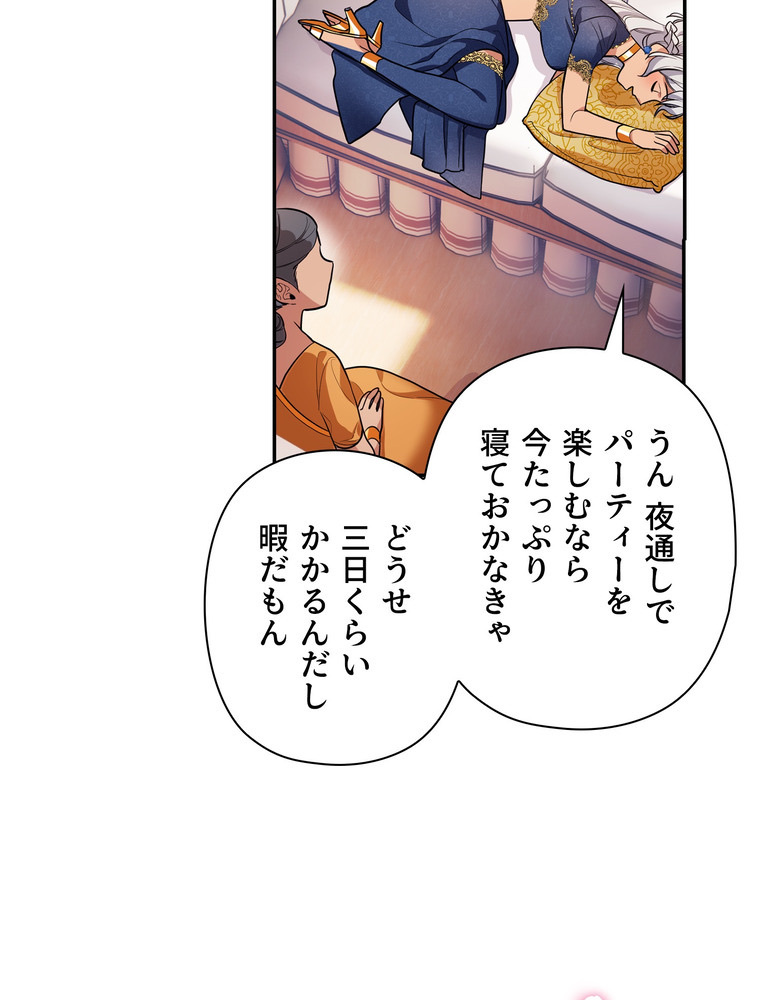 うん 夜通しで
パーティーを
楽しむなら
今たっぷり
寝ておかなきゃ
どうせ
三日くらい
かかるんだし
暇だもん